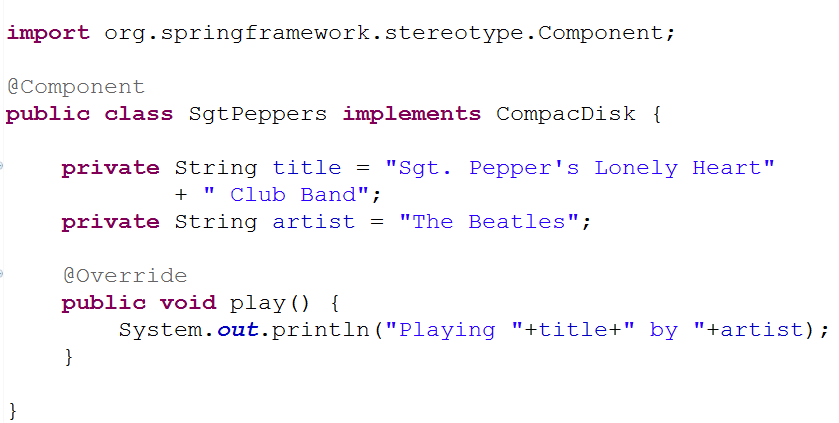 import org.springframework.stereotype.Component;
@Component
public class SgtPeppers implements CompacDisk {
private String title = "Sgt. Pepper's Lonely Heart"
+ " Club Band";
private String artist = "The Beatles";
@Override
public void play() {
System.out.println("Playing "+title+" by "+artist);
}
}